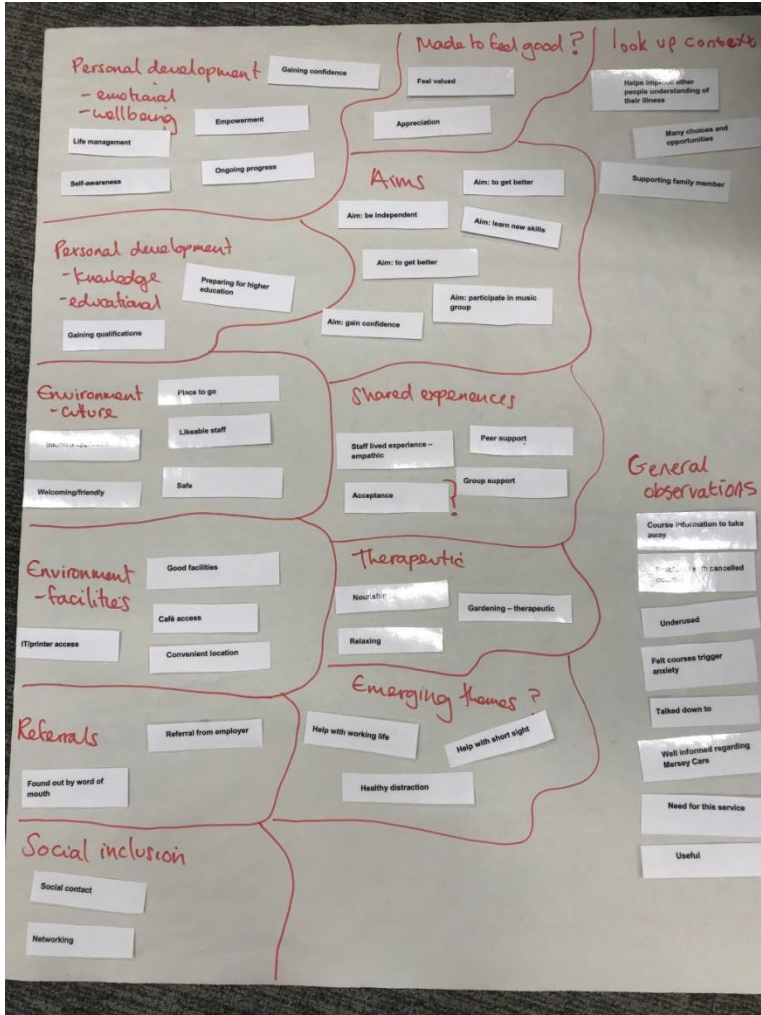 Personal development
- emotional
- wellbeing
Gaining confidence
Empowerment
Life management
Ongoing progress
Self-awareness
Made to feel good?
Feel valued
Appreciation
look up context
Helps improve other
people understanding of
their illness
Many choices and
opportunities
Supporting family member
Aims
Aim: to get better
Aim: be independent
Aim: learn new skills
Aim: to get better
Aim: participate in music
group
Aim: gain confidence
Personal development
- knowledge
- educational
Preparing for higher
education
Gaining qualifications
Environment
- culture
Place to go
Likeable staff
Welcoming/friendly
Safe
Shared experiences
Staff lived experience –
empathic
Peer support
Acceptance
?
Group support
General
observations
Course information to take
away
cancelled
Underused
Felt courses trigger
anxiety
Talked down to
Well informed regarding
Mersey Care
Need for this service
Useful
Environment
- facilities
Good facilities
Café access
IT/printer access
Convenient location
Therapeutic
Gardening – therapeutic
Relaxing
Referrals
Referral from employer
Found out by word of
mouth
Emerging themes?
Help with working life
Help with short sight
Healthy distraction
Social inclusion
Social contact
Networking